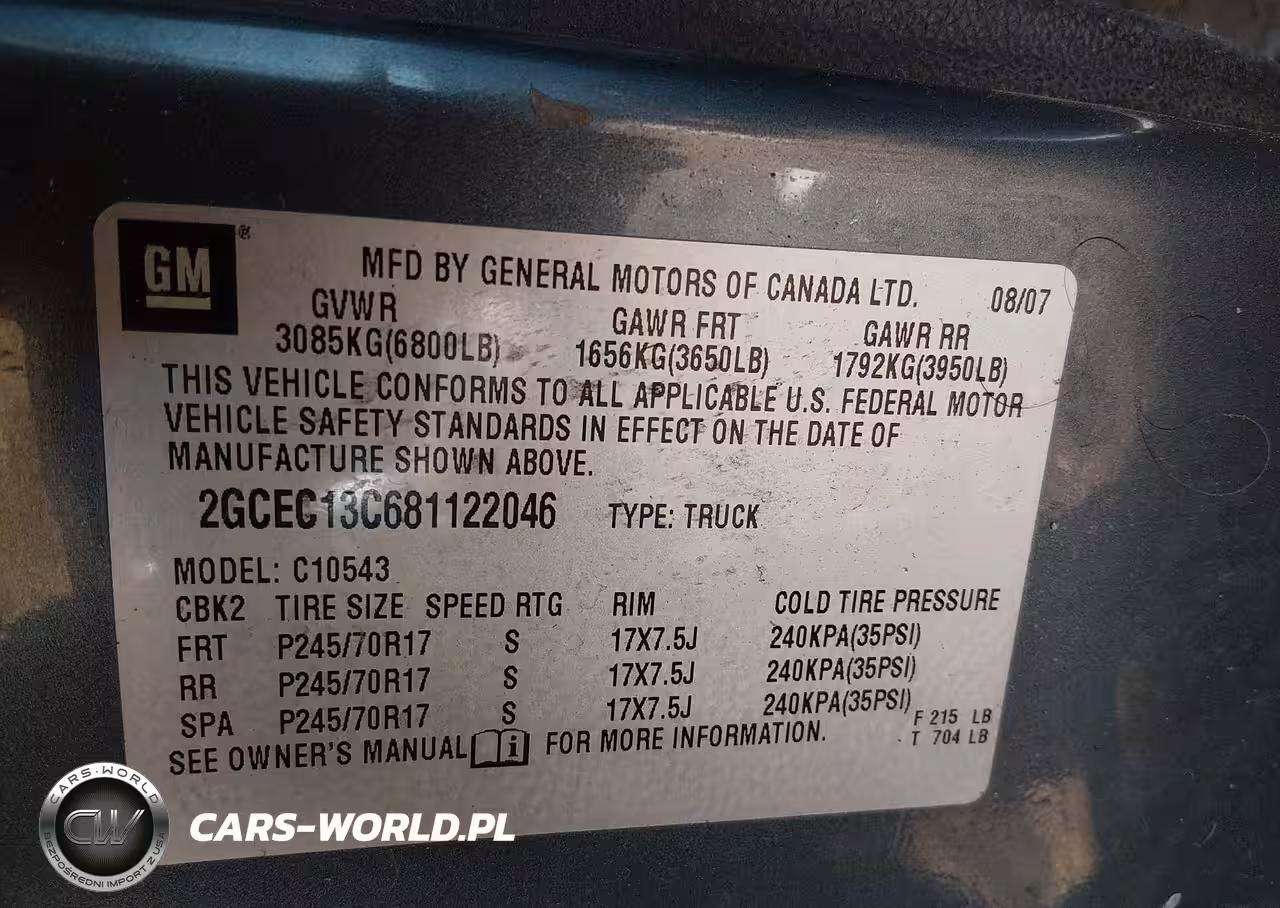 GM®
MFD BY GENERAL MOTORS OF CANADA LTD. 08/07
GVWR GAWR FRT GAWR RR
3085KG(6800LB) 1656KG(3650LB) 1792KG(3950LB)
THIS VEHICLE CONFORMS TO ALL APPLICABLE U.S. FEDERAL MOTOR
VEHICLE SAFETY STANDARDS IN EFFECT ON THE DATE OF
MANUFACTURE SHOWN ABOVE.
2GCEC13C681122046 TYPE: TRUCK
MODEL: C10543
CBK2 TIRE SIZE SPEED RTG RIM COLD TIRE PRESSURE
FRT P245/70R17 S 17X7.5J 240KPA(35PSI)
RR P245/70R17 S 17X7.5J 240KPA(35PSI)
SPA P245/70R17 S 17X7.5J 240KPA(35PSI)
F 215 LB
T 704 LB
SEE OWNER'S MANUAL i FOR MORE INFORMATION.
CARS-WORLD
CW
BEZPOŚREDNI IMPORT Z USA
CARS-WORLD.PL